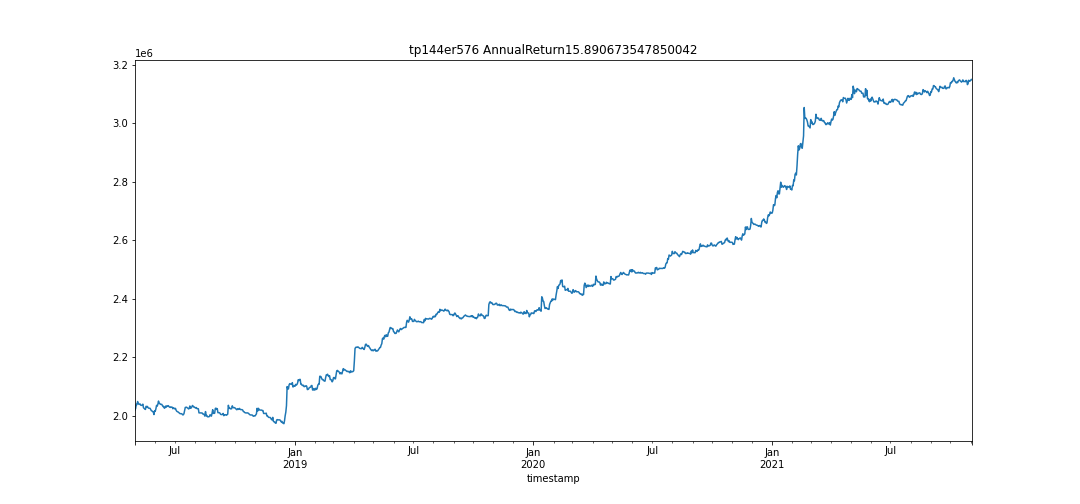 tp144er576 AnnualReturn15.890673547850042
1e6
3.2
3.0
2.8
2.6
2.4
2.2
2.0
Jul
Jan
2019
Jul
Jan
2020
Jul
Jan
2021
Jul
timestamp